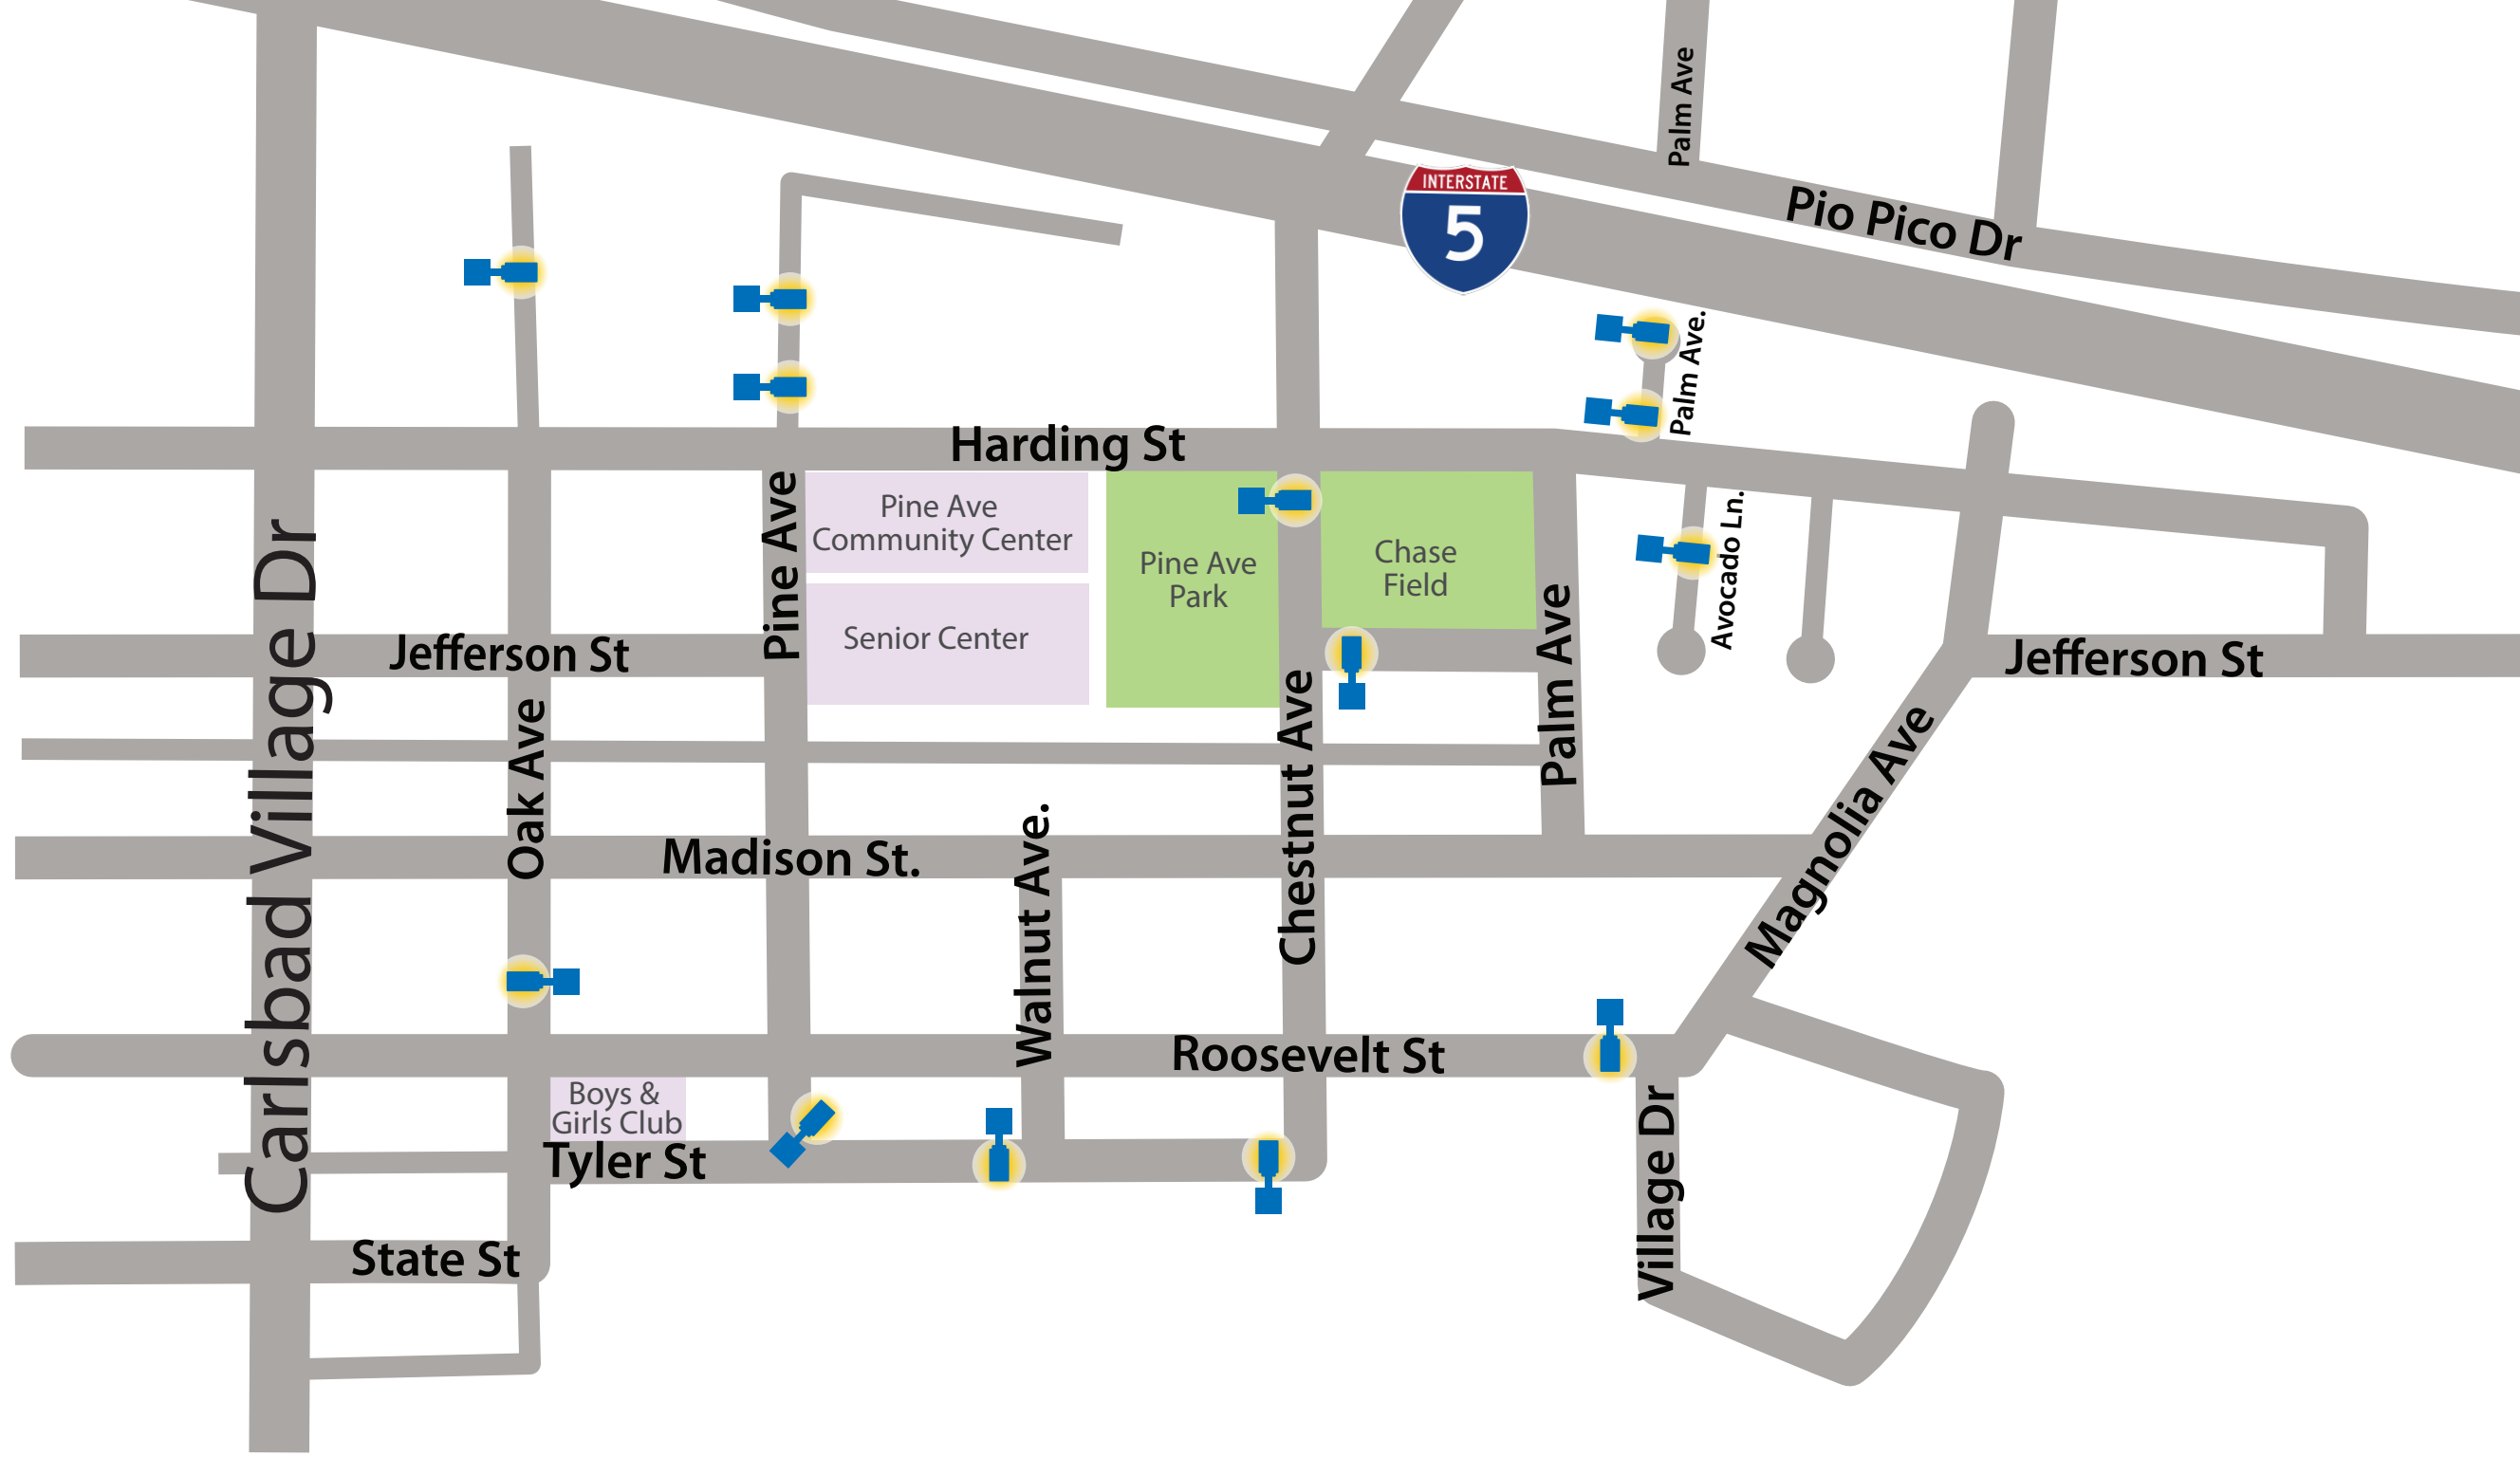 Palm Ave
INTERSTATE
5
Pio Pico Dr
Palm Ave.
Harding St
Pine Ave
Pine Ave
Community Center
Senior Center
Pine Ave
Park
Chase
Field
Avocado Ln.
Carlsbad Village Dr
Jefferson St
Palm Ave
Jefferson St
Oak Ave
Chestnut Ave
Magnolia Ave
Madison St.
Walnut Ave.
Roosevelt St
Boys &
Girls Club
Tyler St
Village Dr
State St